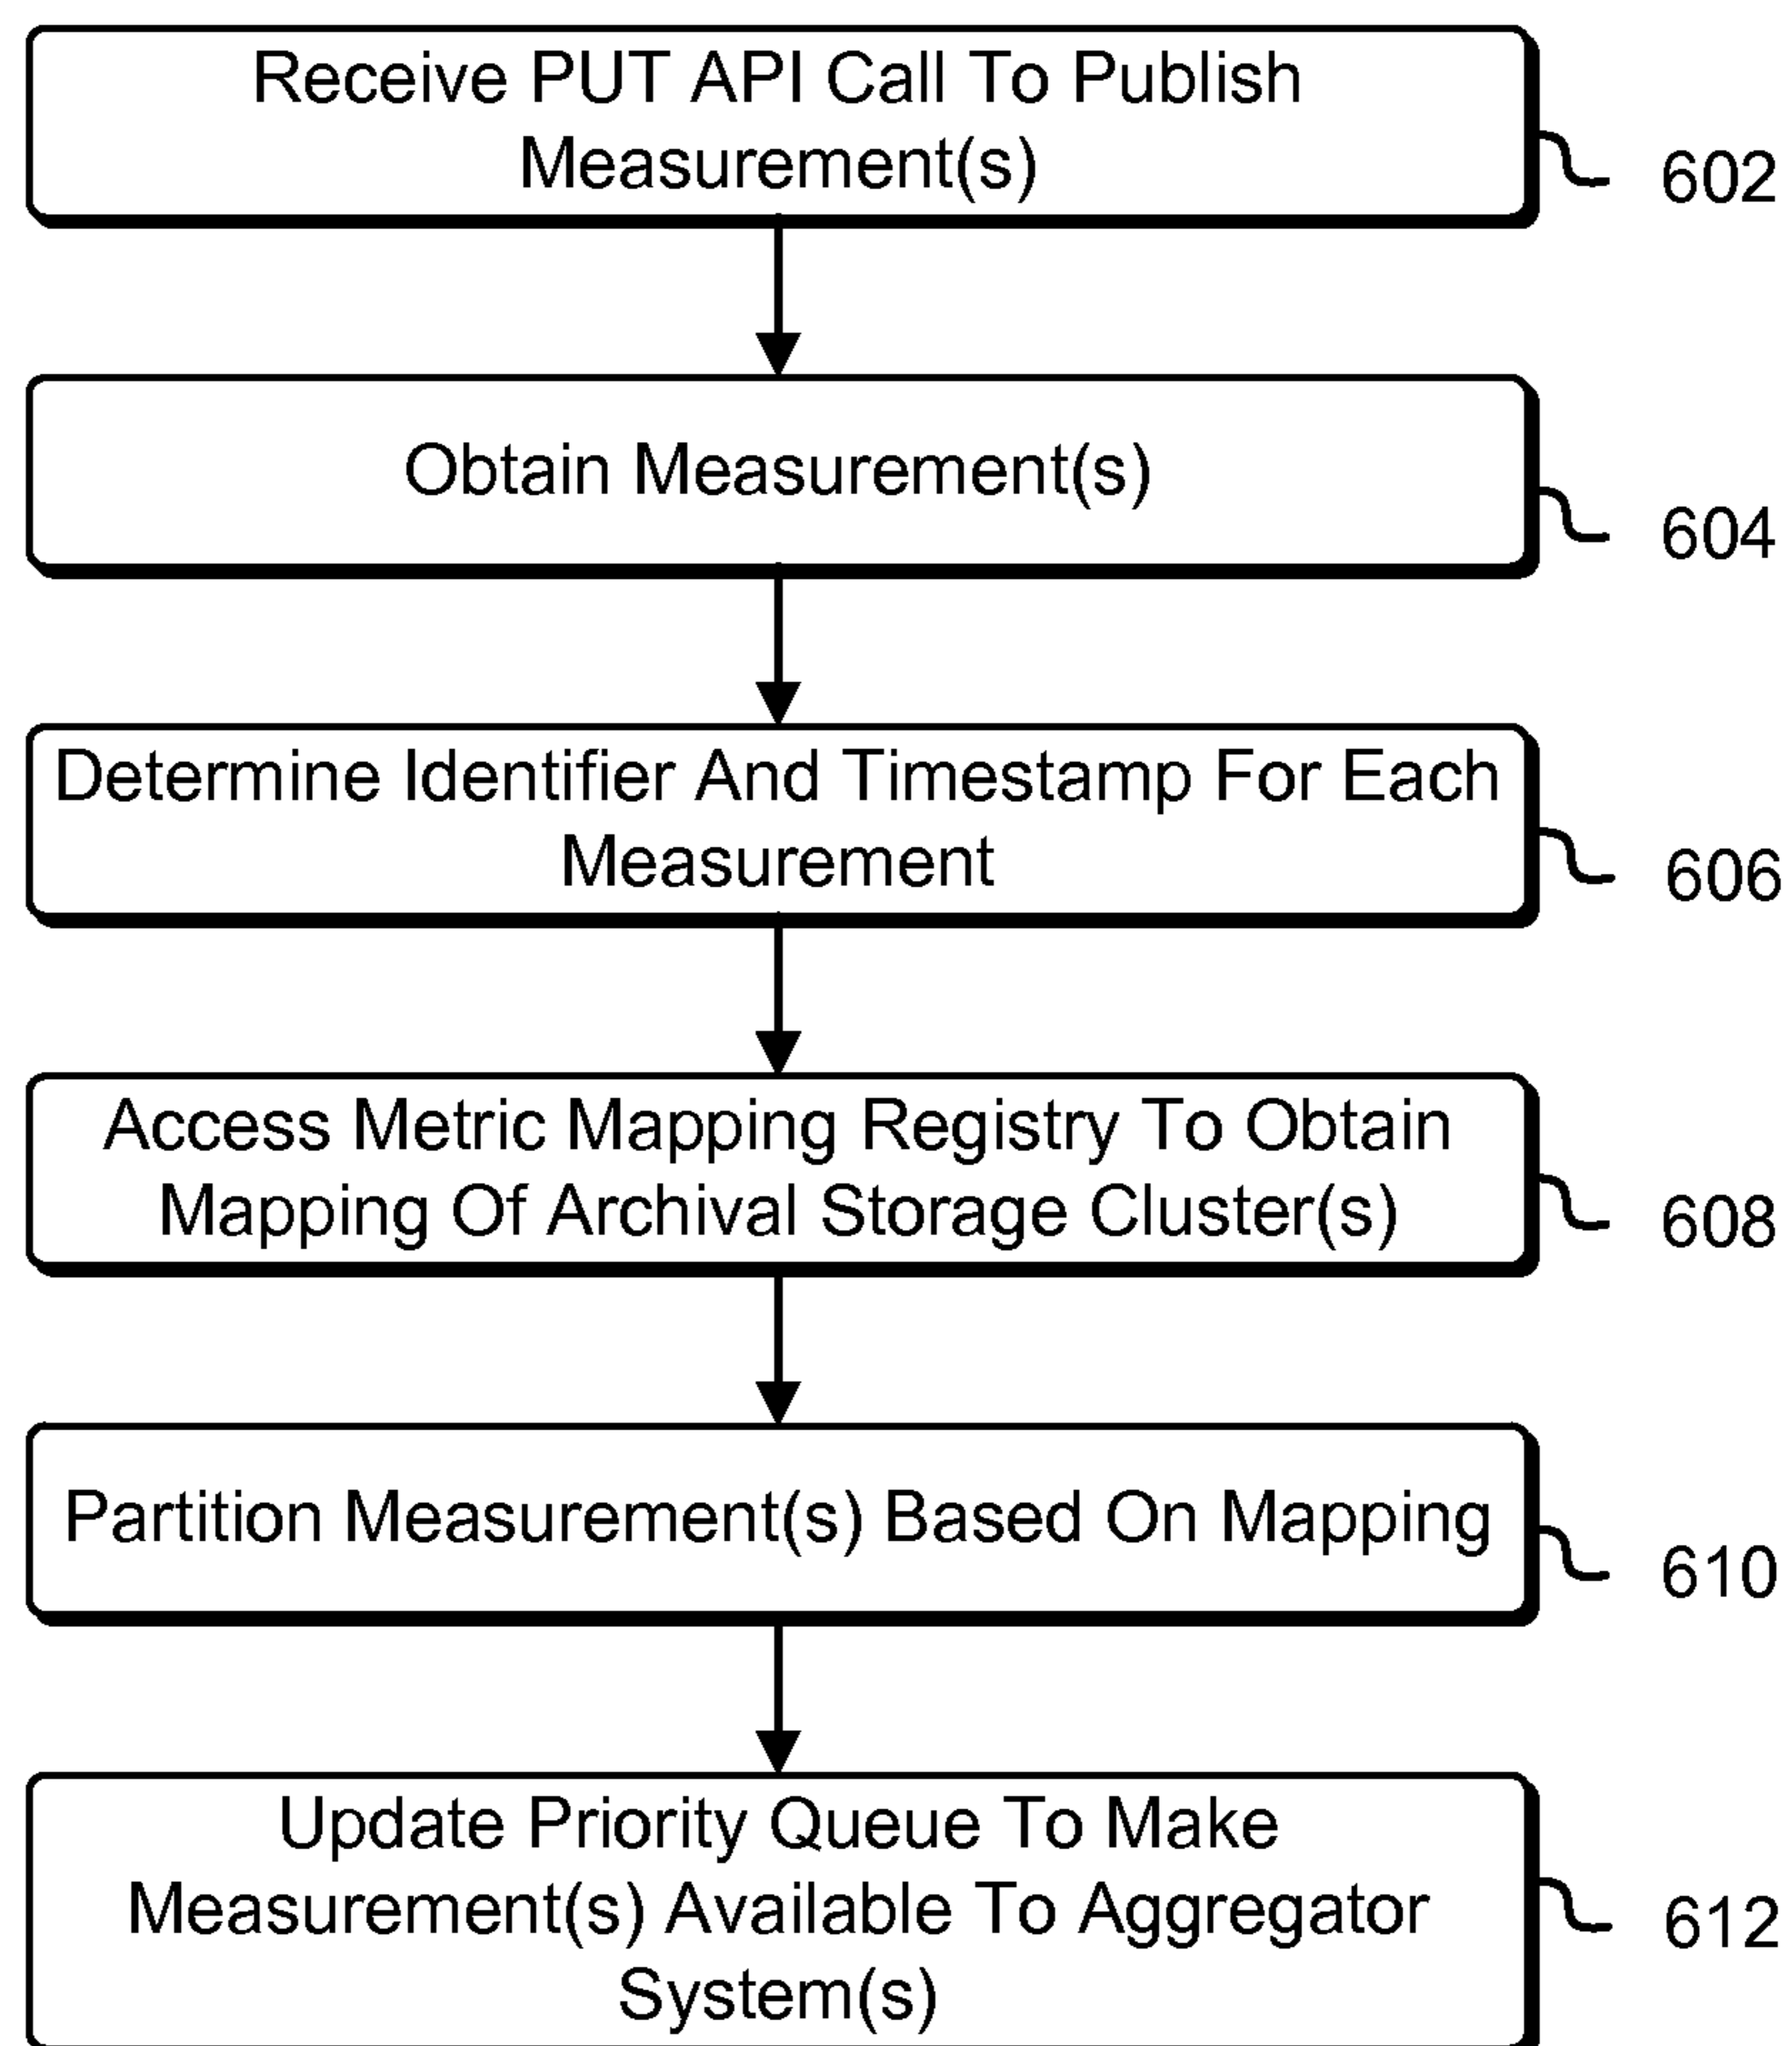 Receive PUT API Call To Publish
Measurement(s)
602
Obtain Measurement(s)
604
Determine Identifier And Timestamp For Each
Measurement
606
Access Metric Mapping Registry To Obtain
Mapping Of Archival Storage Cluster(s)
608
Partition Measurement(s) Based On Mapping
610
Update Priority Queue To Make
Measurement(s) Available To Aggregator
System(s)
612